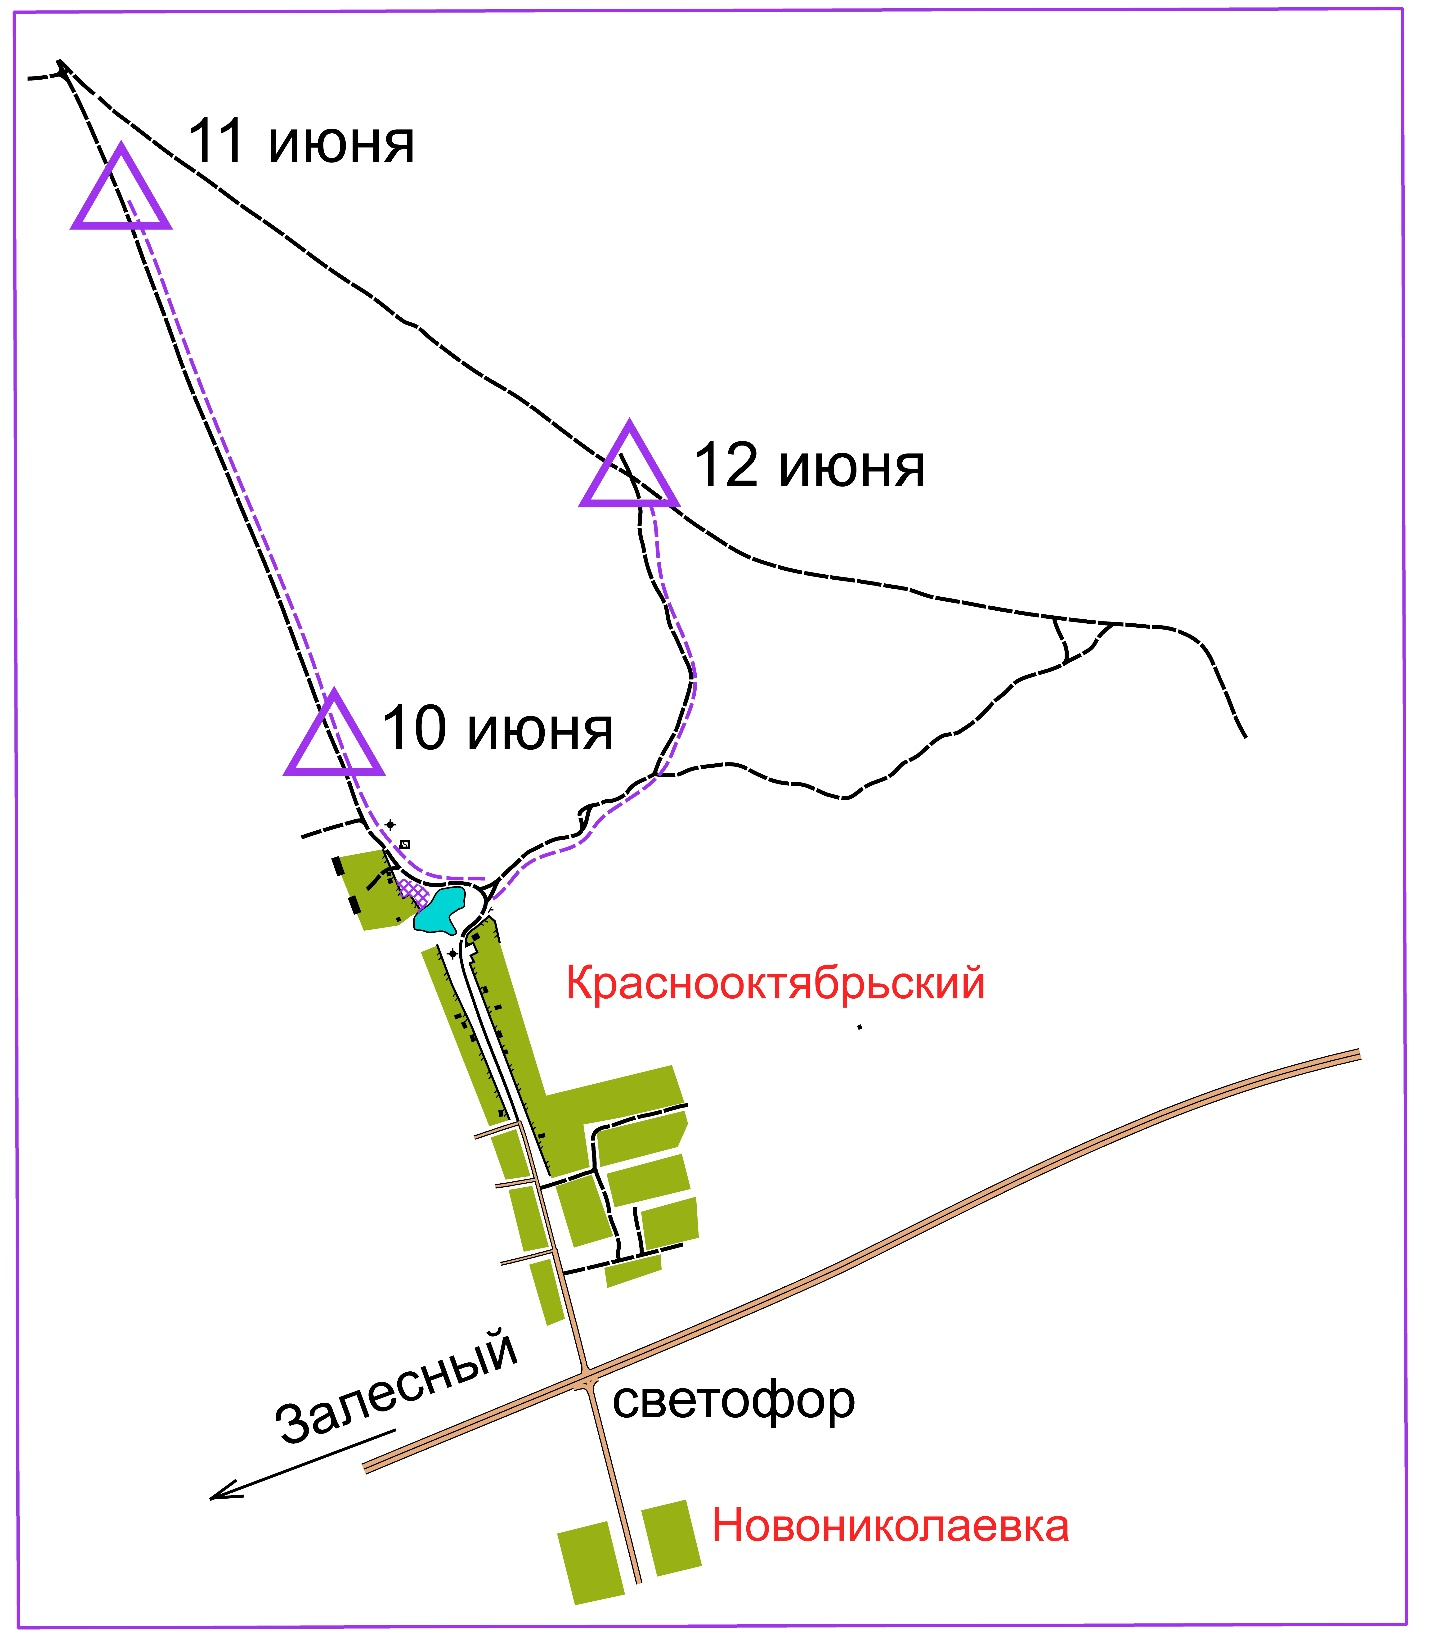 11 июня
12 июня
10 июня
Краснооктябрьский
Залесный
светофор
Новониколаевка